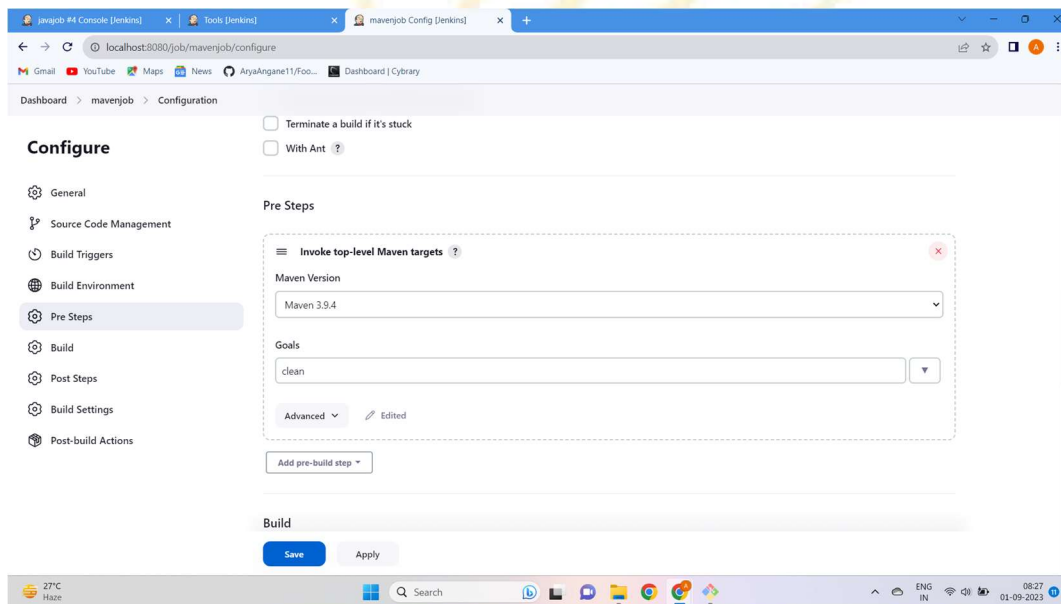 javajob #4 Console [Jenkins]
Tools [Jenkins]
mavenjob Config [Jenkins]
localhost:8080/job/mavenjob/configure
A
Gmail
YouTube
Maps
News
AryaAngane11/Foo...
Dashboard | Cybrary
Dashboard > mavenjob > Configuration
Configure
General
Source Code Management
Build Triggers
Build Environment
Pre Steps
Build
Post Steps
Build Settings
Post-build Actions
Terminate a build if it's stuck
With Ant ?
Pre Steps
Invoke top-level Maven targets ?
Maven Version
Maven 3.9.4
Goals
clean
Advanced
Edited
Add pre-build step
Build
Save
Apply
27°C
Haze
Search
ENG
IN
08:27
01-09-2023